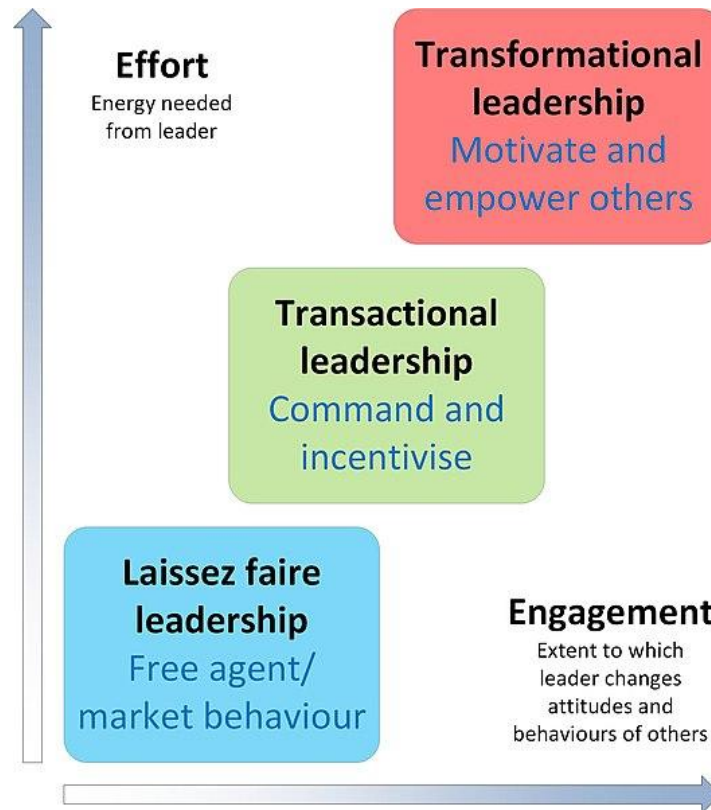 Effort
Energy needed
from leader
Transformational
leadership
Motivate and
empower others
Transactional
leadership
Command and
incentivise
Laissez faire
leadership
Free agent/
market behaviour
Engagement
Extent to which
leader changes
attitudes and
behaviours of others